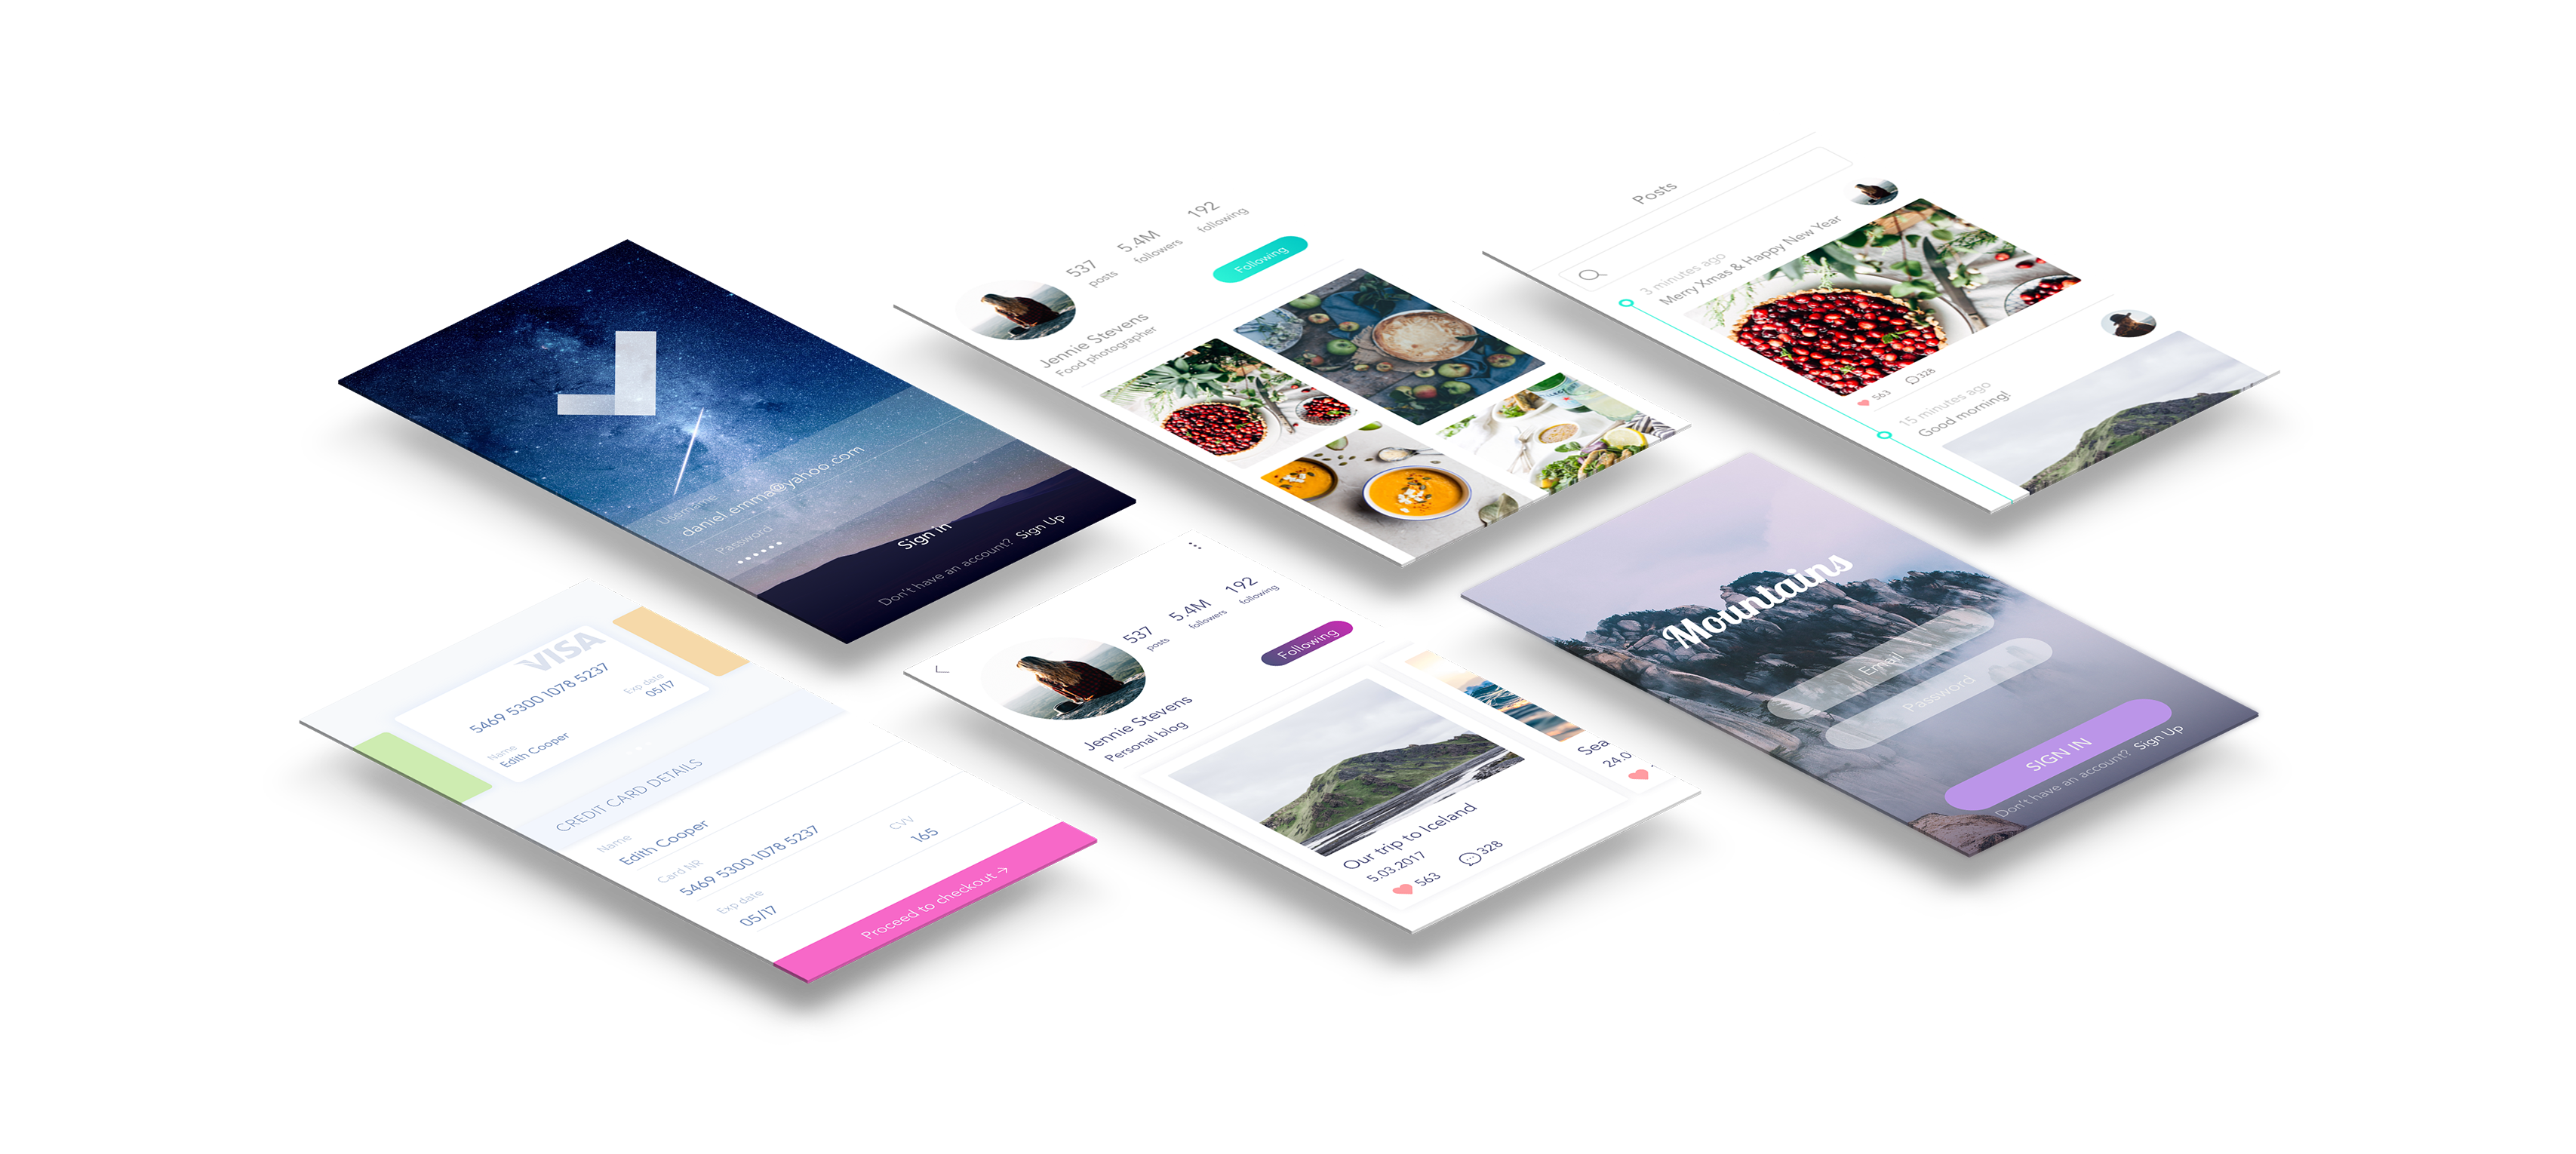 Username
daniel.emma@yahoo.com
Password
Sign in
Don't have an account? Sign Up
537
posts
5.4M
followers
192
following
Following
Jennie Stevens
Food photographer
Posts
3 minutes ago
Merry Xmas & Happy New Year
563
328
15 minutes ago
Good morning!
VISA
5469 5300 1078 5237
Exp date
05/17
Name
Edith Cooper
CREDIT CARD DETAILS
Name
Edith Cooper
Card NR
5469 5300 1078 5237
CVV
165
Exp date
05/17
Proceed to checkout →
537
posts
5.4M
followers
192
following
Following
Jennie Stevens
Personal blog
Our trip to Iceland
5.03.2017
563
328
Sea
24.0
Mountains
Email
Password
SIGN IN
Don't have an account? Sign Up